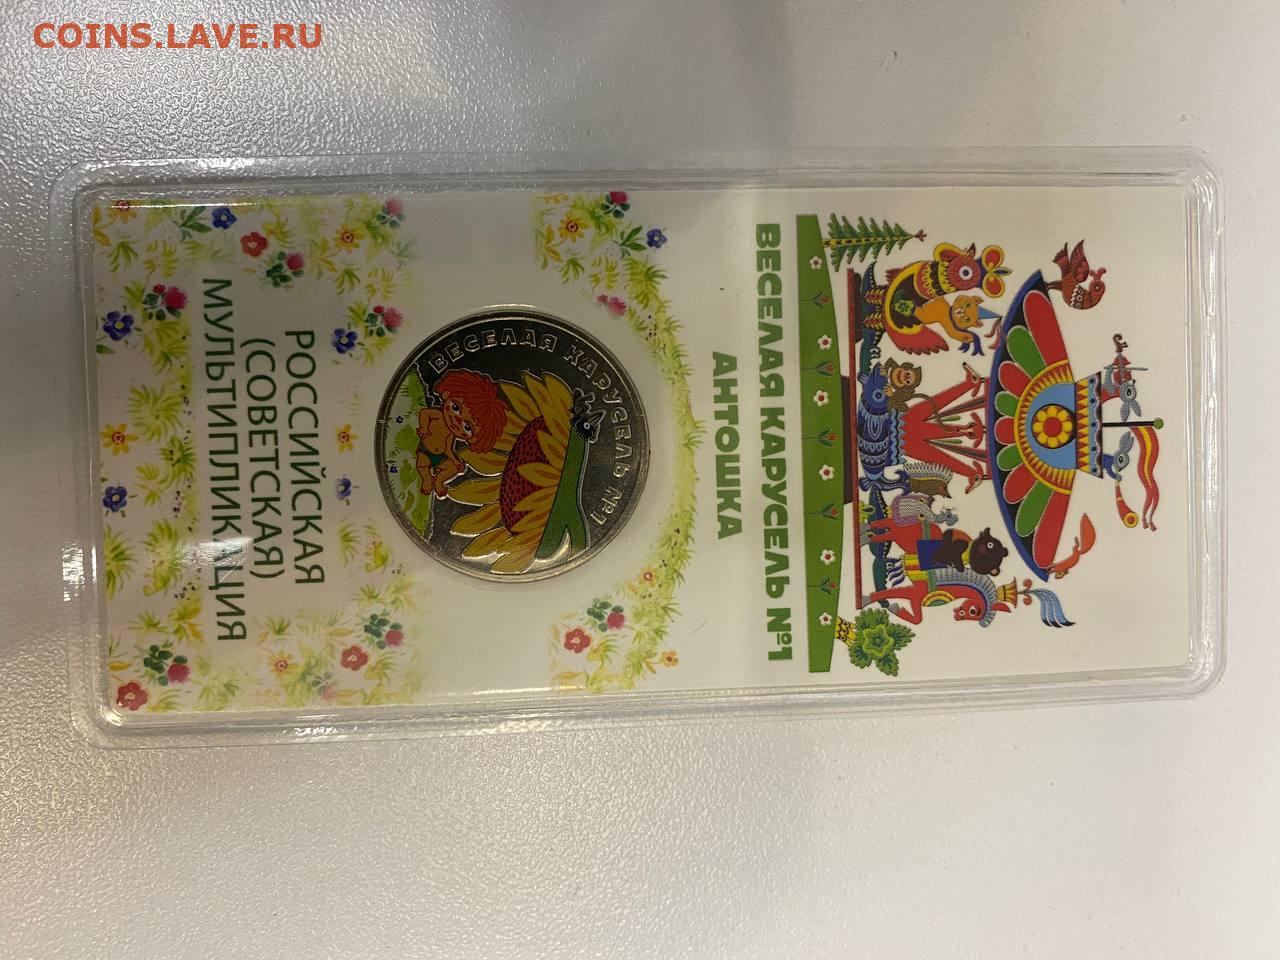 COINS.LAVE.RU
ВЕСЕЛАЯ КАРУСЕЛЬ №1
АНТОШКА
ВЕСЕЛАЯ КАРУСЕЛЬ №1
РОССИЙСКАЯ
(СОВЕТСКАЯ)
МУЛЬТИПЛИКАЦИЯ